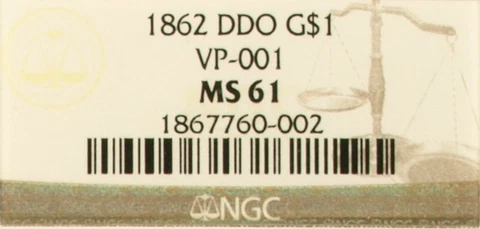 1862 DDO G$1
VP-001
MS 61
1867760-002
NGC